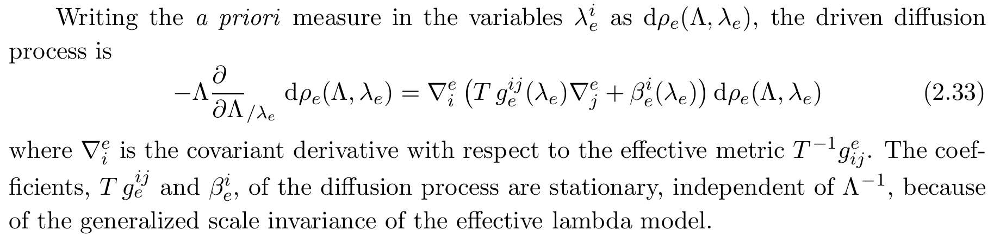 Writing the a priori measure in the variables $\lambda_e^i$ as $\mathrm{d}\rho_e(\Lambda, \lambda_e)$, the driven diffusion
process is
$$-\Lambda \frac{\partial}{\partial \Lambda}_{/\lambda_e} \mathrm{d}\rho_e(\Lambda, \lambda_e) = \nabla_i^e \left( T\, g_e^{ij}(\lambda_e) \nabla_j^e + \beta_e^i(\lambda_e) \right) \mathrm{d}\rho_e(\Lambda, \lambda_e) \quad (2.33)$$
where $\nabla_i^e$ is the covariant derivative with respect to the effective metric $T^{-1} g_{ij}^e$. The coef-
ficients, $T\, g_e^{ij}$ and $\beta_e^i$, of the diffusion process are stationary, independent of $\Lambda^{-1}$, because
of the generalized scale invariance of the effective lambda model.